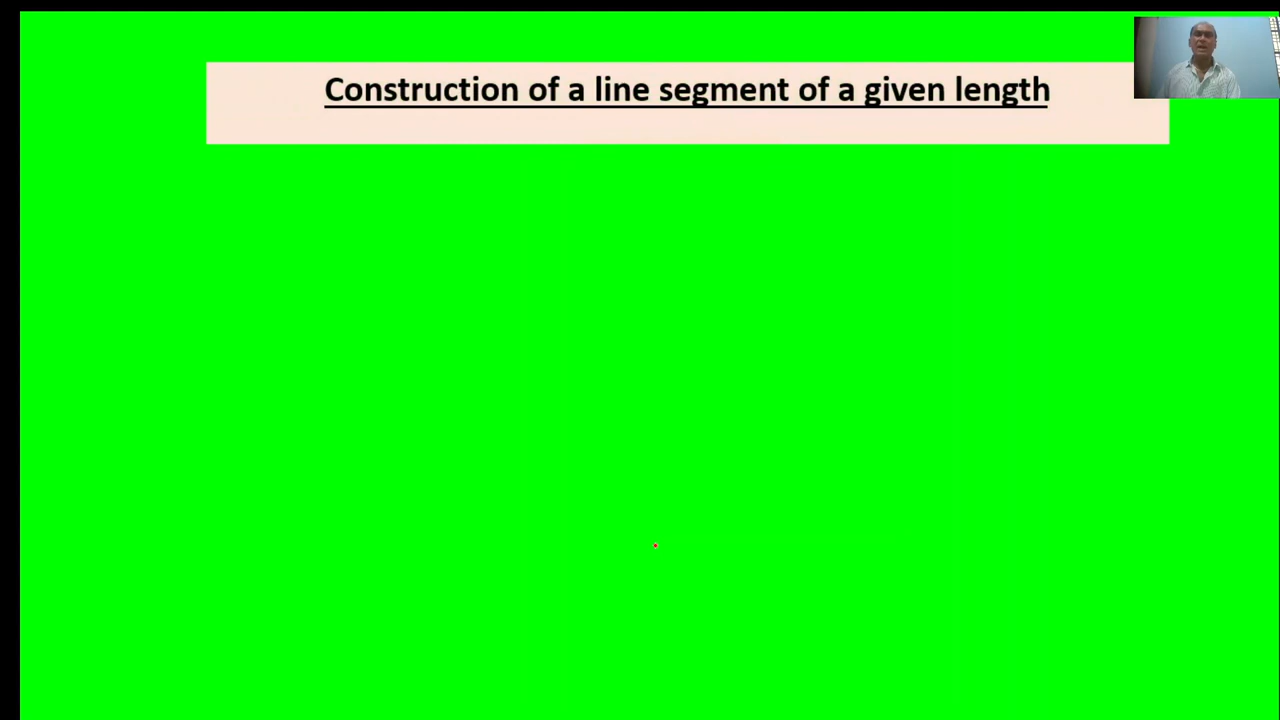 Construction of a line segment of a given length